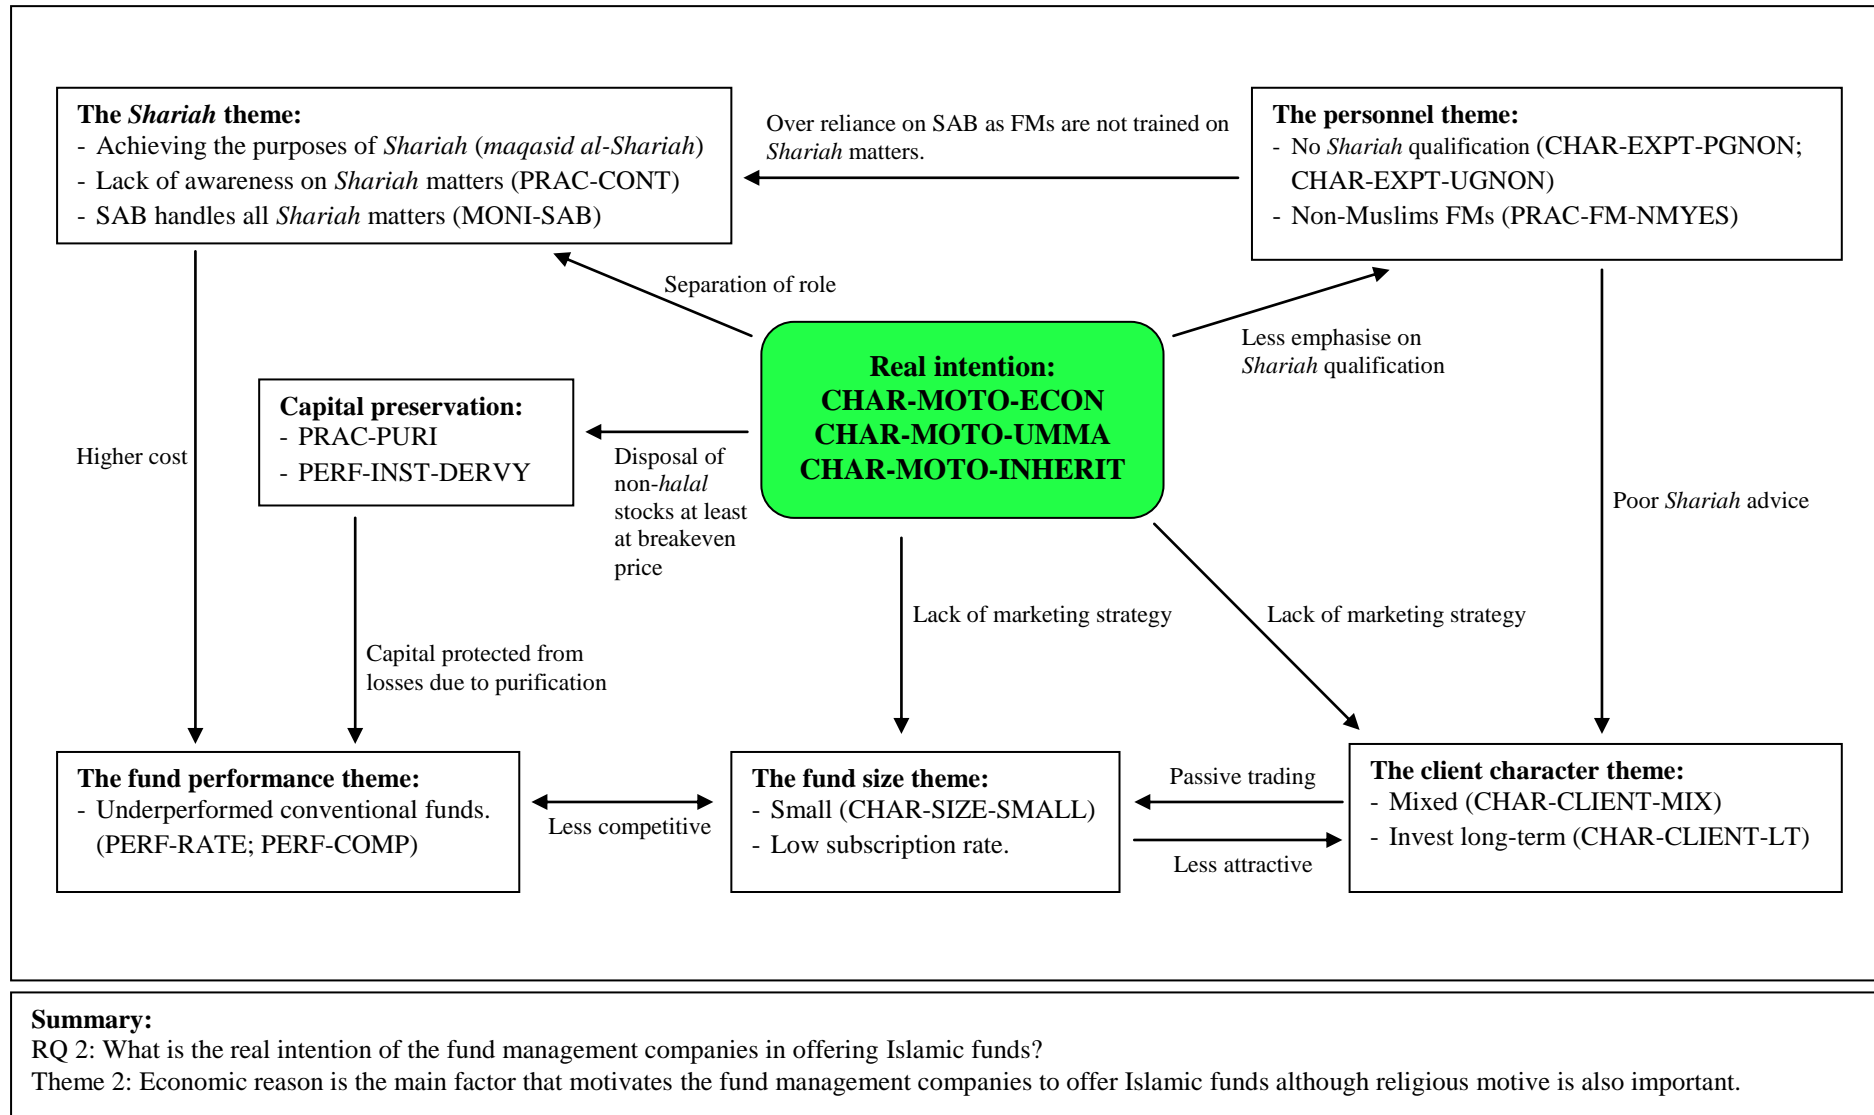 The Shariah theme:
- Achieving the purposes of Shariah (maqasid al-Shariah)
- Lack of awareness on Shariah matters (PRAC-CONT)
- SAB handles all Shariah matters (MONI-SAB)
Over reliance on SAB as FMs are not trained on
Shariah matters.
The personnel theme:
- No Shariah qualification (CHAR-EXPT-PGNON;
CHAR-EXPT-UGNON)
- Non-Muslims FMs (PRAC-FM-NMYES)
Separation of role
Less emphasise on
Shariah qualification
Real intention:
CHAR-MOTO-ECON
CHAR-MOTO-UMMA
CHAR-MOTO-INHERIT
Capital preservation:
- PRAC-PURI
- PERF-INST-DERVY
Higher cost
Disposal of
non-halal
stocks at least
at breakeven
price
Poor Shariah advice
Lack of marketing strategy
Lack of marketing strategy
Capital protected from
losses due to purification
The fund performance theme:
- Underperformed conventional funds.
(PERF-RATE; PERF-COMP)
Less competitive
The fund size theme:
- Small (CHAR-SIZE-SMALL)
- Low subscription rate.
Passive trading
Less attractive
The client character theme:
- Mixed (CHAR-CLIENT-MIX)
- Invest long-term (CHAR-CLIENT-LT)
Summary:
RQ 2: What is the real intention of the fund management companies in offering Islamic funds?
Theme 2: Economic reason is the main factor that motivates the fund management companies to offer Islamic funds although religious motive is also important.